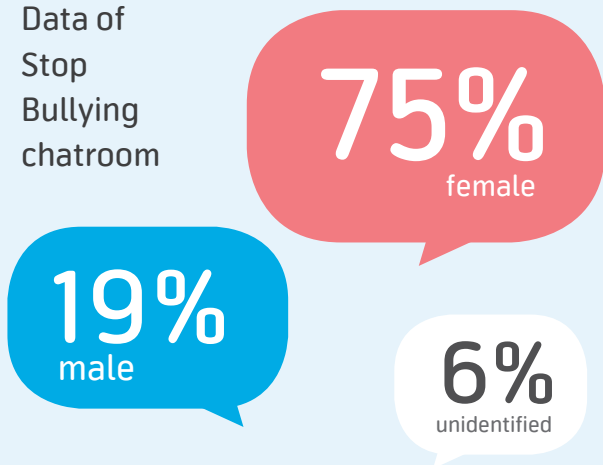 Data of
Stop
Bullying
chatroom
75%
female
19%
male
6%
unidentified